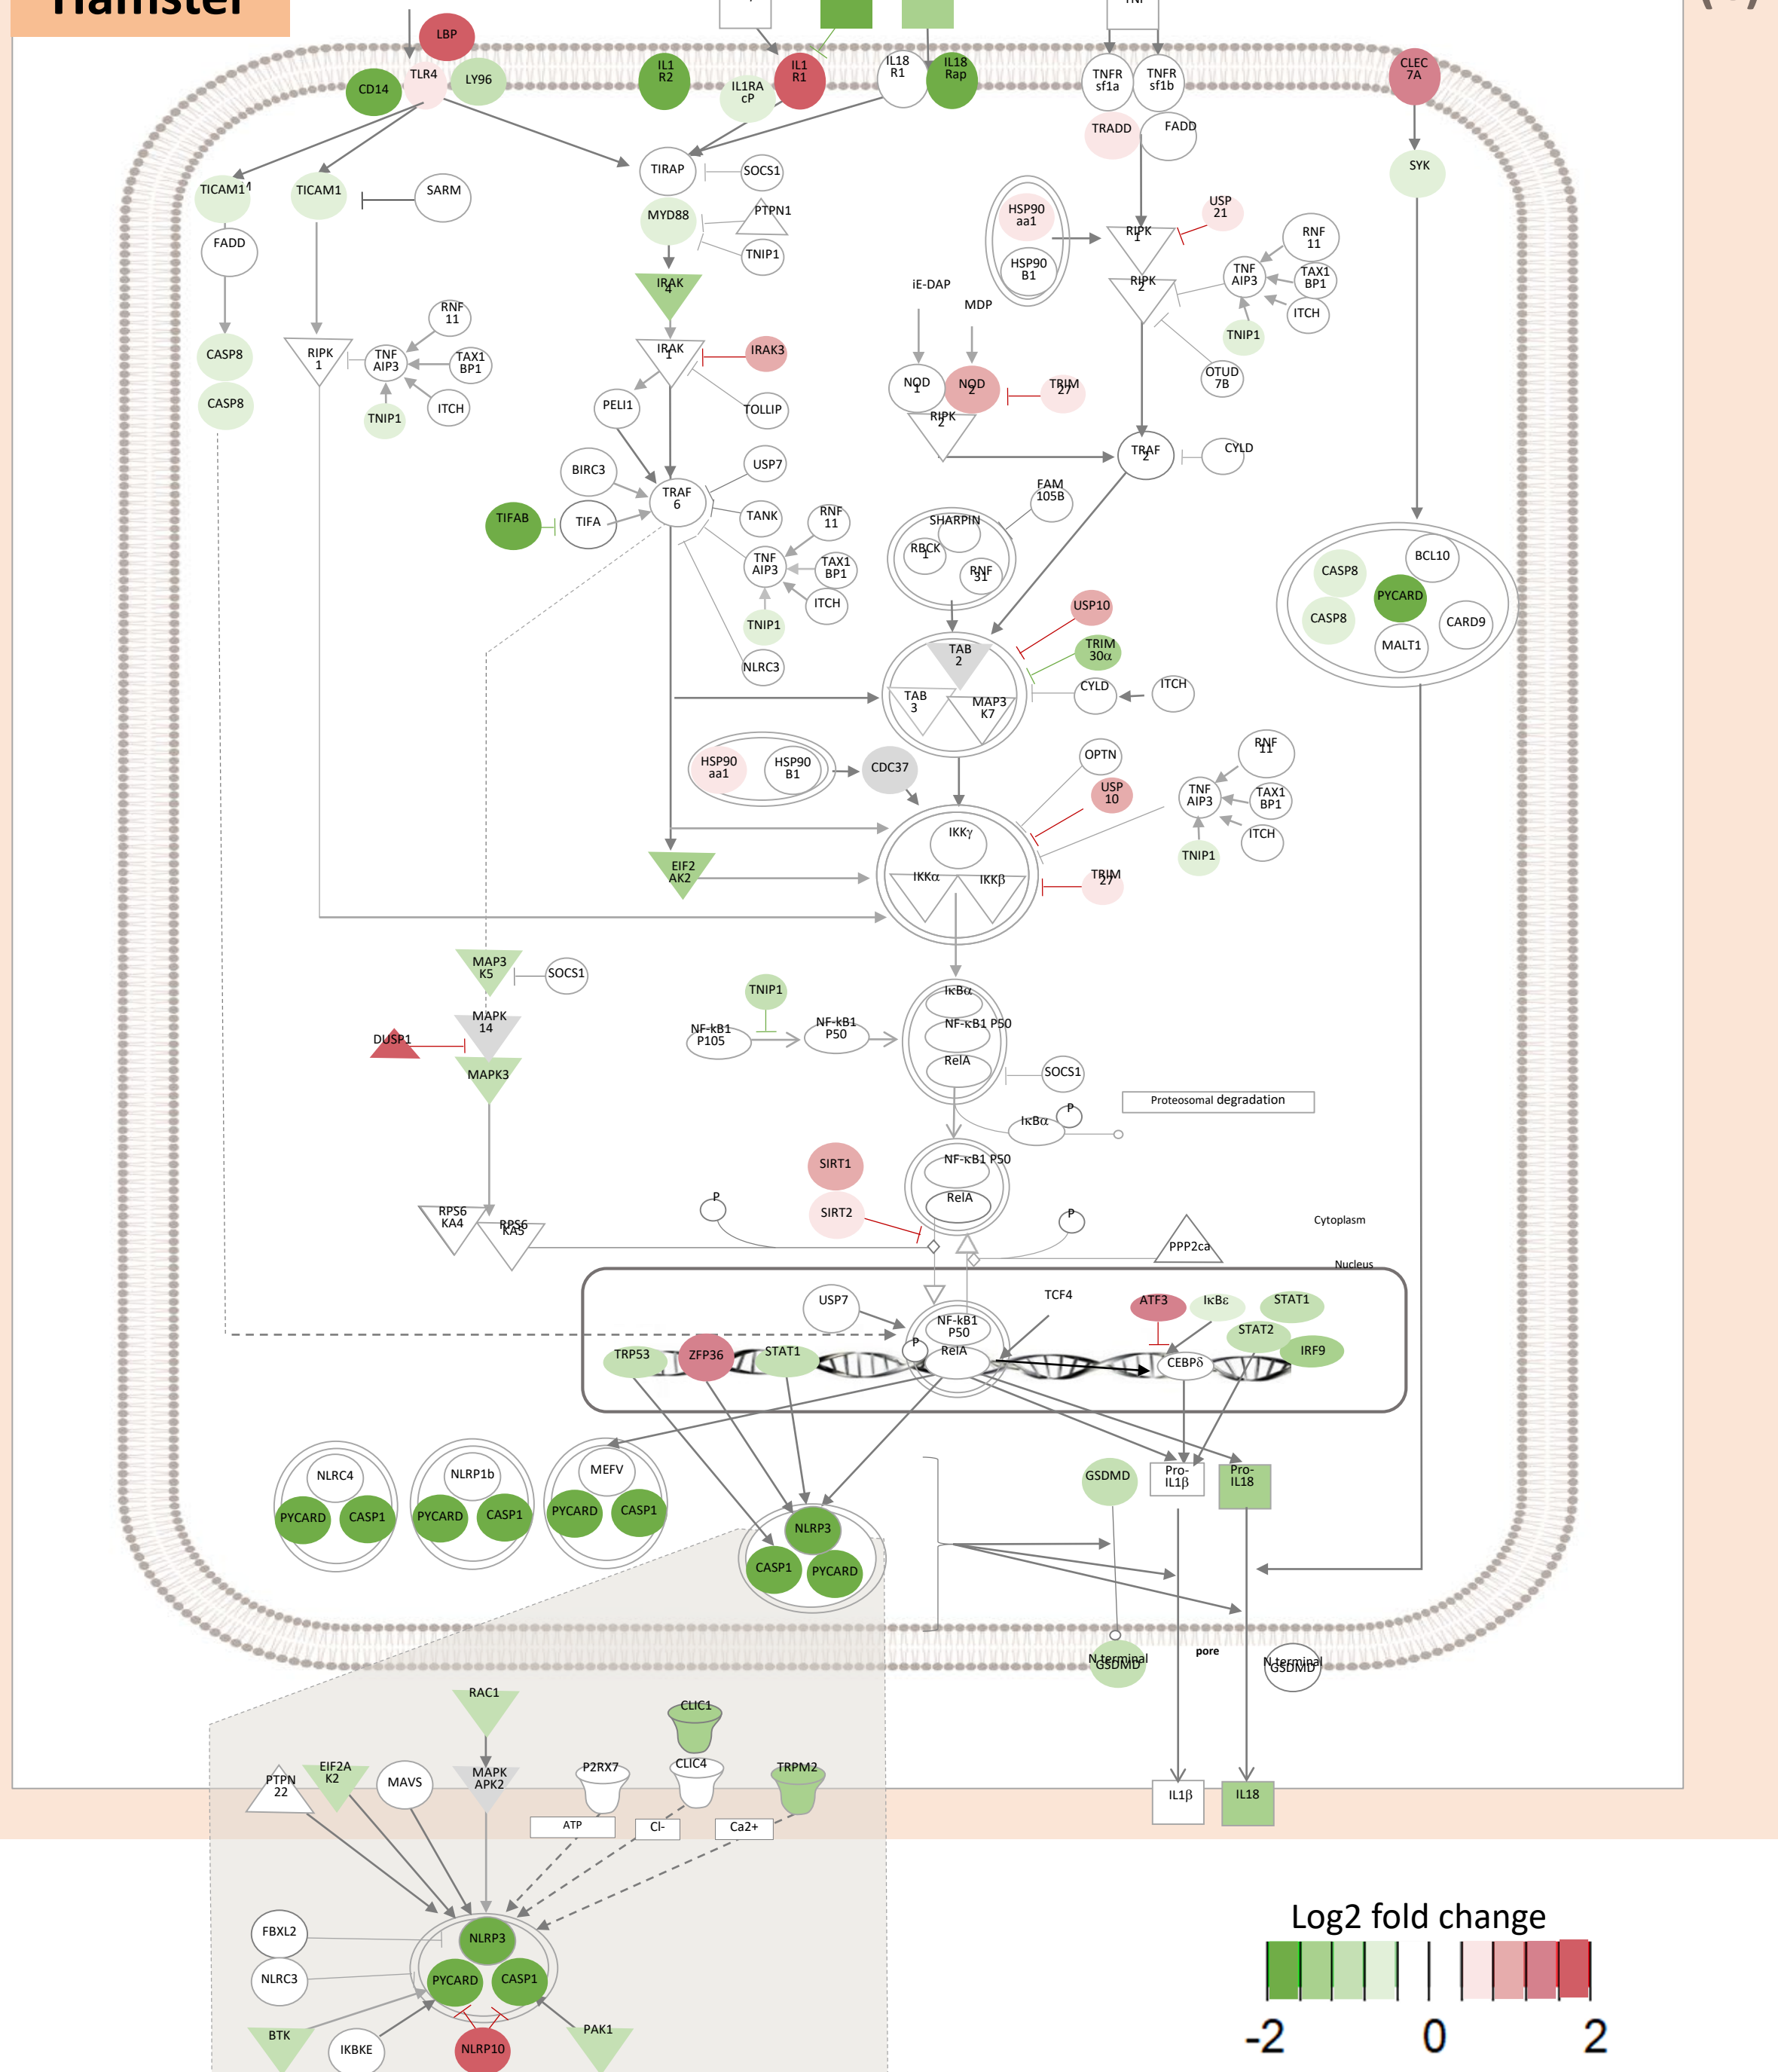 Hamster
LBP
TLR4
CD14
LY96
IL1
R2
IL1RA
cP
IL1
R1
IL18
R1
IL18
Rap
TNFR
sf1a
TNFR
sf1b
CLEC
7A
TRADD
FADD
TIRAP
SOCS1
SYK
TICAM1
TICAM1
SARM
MYD88
PTPN1
TNIP1
HSP90
aa1
HSP90
B1
RIPK
1
USP
21
RIPK
2
TNF
AIP3
RNF
11
TAX1
BP1
ITCH
TNIP1
OTUD
7B
FADD
IRAK
4
iE-DAP
MDP
RNF
11
CASP8
RIPK
1
TNF
AIP3
TAX1
BP1
IRAK
1
IRAK3
CASP8
TNIP1
ITCH
PELI1
TOLLIP
NOD
1
NOD
2
TRIM
27
RIPK
2
TRAF
2
CYLD
BIRC3
USP7
TRAF
6
TIFAB
TIFA
TANK
RNF
11
TNF
AIP3
TAX1
BP1
ITCH
TNIP1
NLRC3
FAM
105B
SHARPIN
RBCK
1
RNF
31
BCL10
CASP8
PYCARD
CASP8
CARD9
MALT1
USP10
TRIM
30α
TAB
2
TAB
3
MAP3
K7
CYLD
ITCH
HSP90
aa1
HSP90
B1
CDC37
OPTN
USP
10
RNF
11
TNF
AIP3
TAX1
BP1
ITCH
TNIP1
IKKγ
IKKα
IKKβ
TRIM
27
EIF2
AK2
MAP3
K5
SOCS1
TNIP1
IκBα
MAPK
14
DUSP1
MAPK3
NF-kB1
P105
NF-kB1
P50
NF-κB1 P50
RelA
SOCS1
Proteosomal degradation
IκBα
P
SIRT1
SIRT2
NF-κB1 P50
RelA
P
P
RPS6
KA4
RPS6
KA5
PPP2ca
Cytoplasm
Nucleus
USP7
TCF4
ATF3
IκBε
STAT1
NF-kB1
P50
P
RelA
STAT2
IRF9
TRP53
ZFP36
STAT1
CEBPδ
NLRC4
PYCARD
CASP1
NLRP1b
PYCARD
CASP1
MEFV
PYCARD
CASP1
NLRP3
CASP1
PYCARD
GSDMD
Pro-
IL1β
Pro-
IL18
N terminal
GSDMD
pore
N terminal
GSDMD
RAC1
CLIC1
PTPN
22
EIF2A
K2
MAVS
MAPK
APK2
P2RX7
CLIC4
TRPM2
ATP
Cl-
Ca2+
IL1β
IL18
FBXL2
NLRP3
NLRC3
PYCARD
CASP1
BTK
IKBKE
NLRP10
PAK1
Log2 fold change
-2
0
2